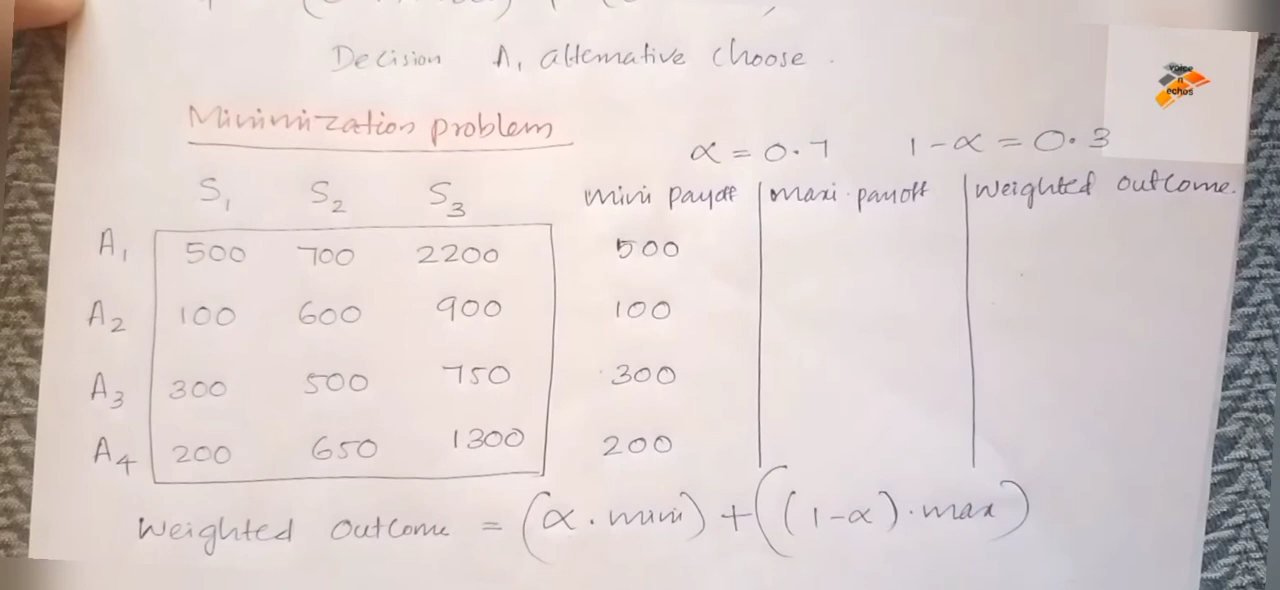 Decision A1 alternative choose.
voice
n
echos
Minimization problem
α = 0.7 1-α = 0.3
S1 S2 S3 mini payoff maxi payoff weighted outcome.
A1 500 700 2200 500
A2 100 600 900 100
A3 300 500 750 300
A4 200 650 1300 200
Weighted outcome = (α . mini) + ((1-α) . max)